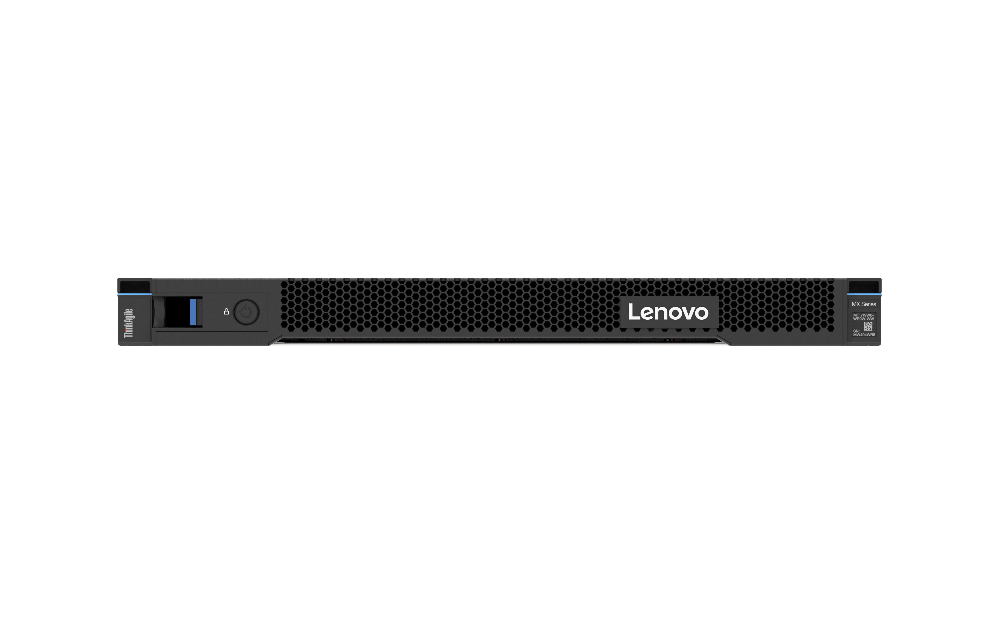 ThinkAgile
Lenovo
MX Series
MT: 7WW0-
WR9W-WW
SN:
MW404WR8